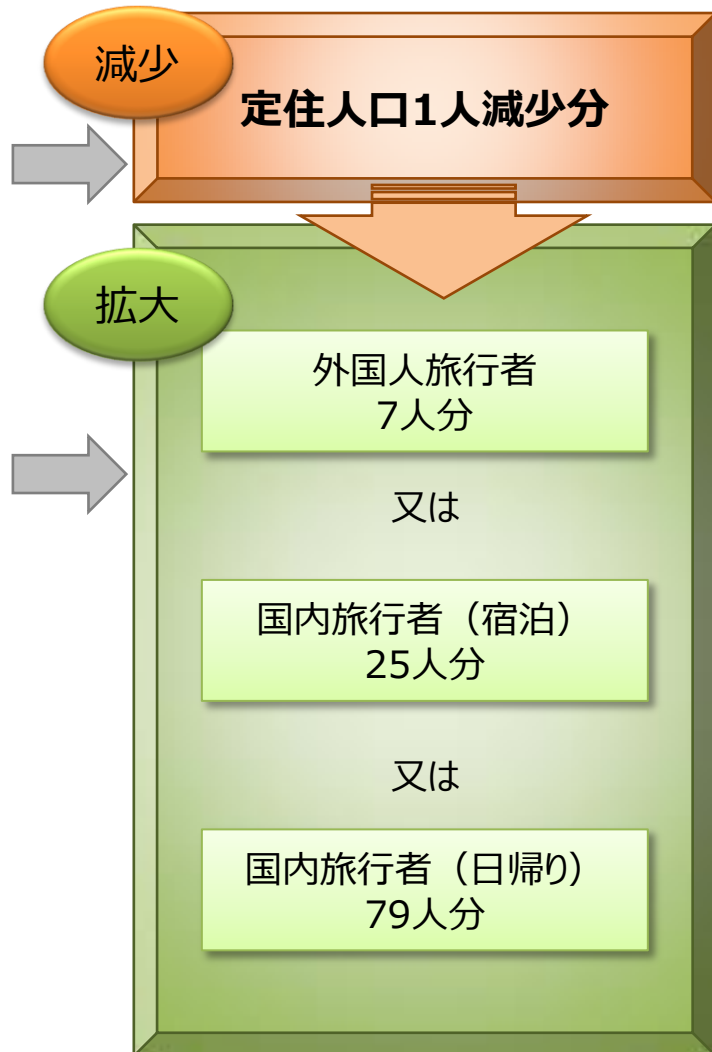 減少
定住人口1人減少分
拡大
外国人旅行者
7人分
又は
国内旅行者（宿泊）
25人分
又は
国内旅行者（日帰り）
79人分